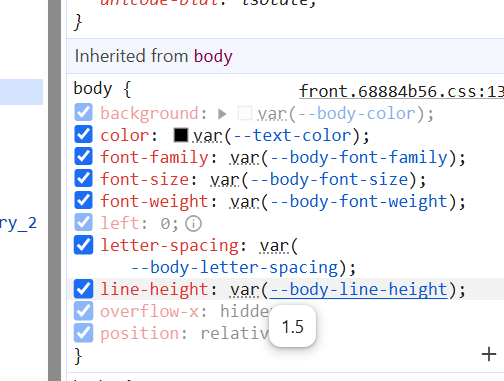 }
Inherited from body
body {
front.68884b56.css:13
background: var(--body-color);
color: var(--text-color);
font-family: var(--body-font-family);
font-size: var(--body-font-size);
font-weight: var(--body-font-weight);
ry_2
left: 0;
letter-spacing: var(
--body-letter-spacing);
line-height: var(--body-line-height);
overflow-x: hidde
1.5
position: relativ
}